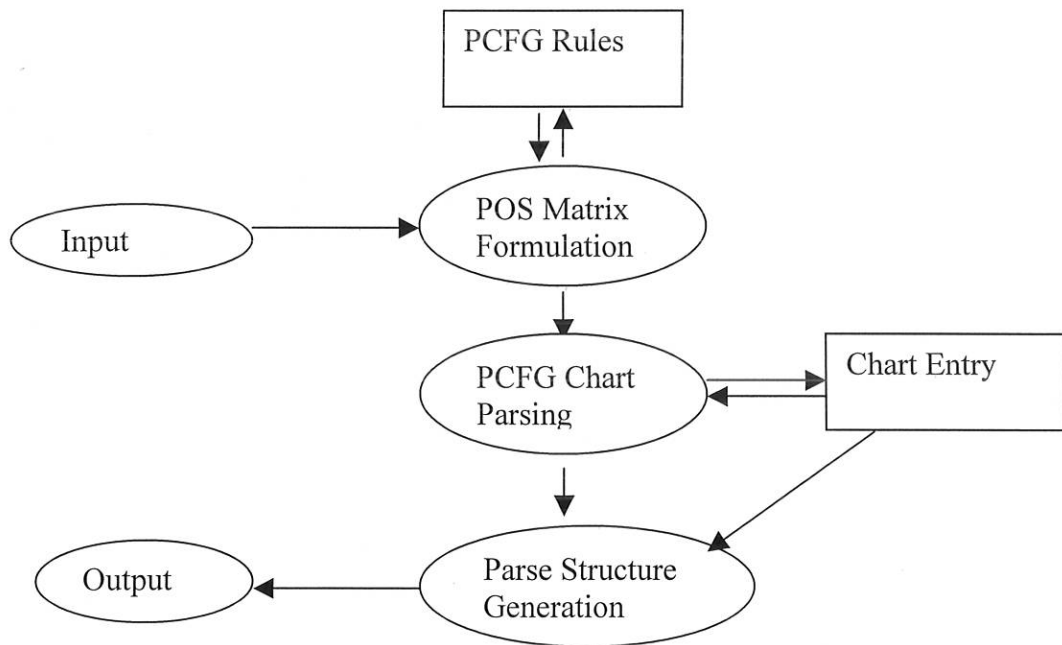 PCFG Rules
POS Matrix
Formulation
Input
PCFG Chart
Parsing
Chart Entry
Parse Structure
Generation
Output